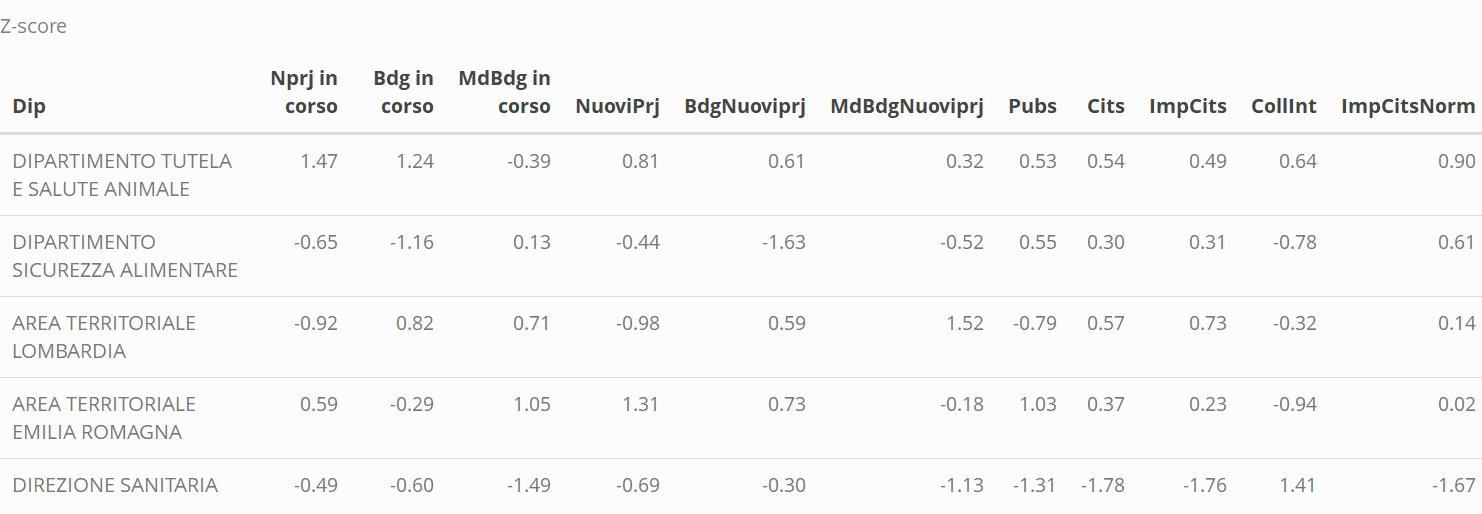 Z-score
Nprj in Bdg in MdBdg in
Dip corso corso corso NuoviPrj BdgNuoviprj MdBdgNuoviprj Pubs Cits ImpCits CollInt ImpCitsNorm
DIPARTIMENTO TUTELA 1.47 1.24 -0.39 0.81 0.61 0.32 0.53 0.54 0.49 0.64 0.90
E SALUTE ANIMALE
DIPARTIMENTO -0.65 -1.16 0.13 -0.44 -1.63 -0.52 0.55 0.30 0.31 -0.78 0.61
SICUREZZA ALIMENTARE
AREA TERRITORIALE -0.92 0.82 0.71 -0.98 0.59 1.52 -0.79 0.57 0.73 -0.32 0.14
LOMBARDIA
AREA TERRITORIALE 0.59 -0.29 1.05 1.31 0.73 -0.18 1.03 0.37 0.23 -0.94 0.02
EMILIA ROMAGNA
DIREZIONE SANITARIA -0.49 -0.60 -1.49 -0.69 -0.30 -1.13 -1.31 -1.78 -1.76 1.41 -1.67